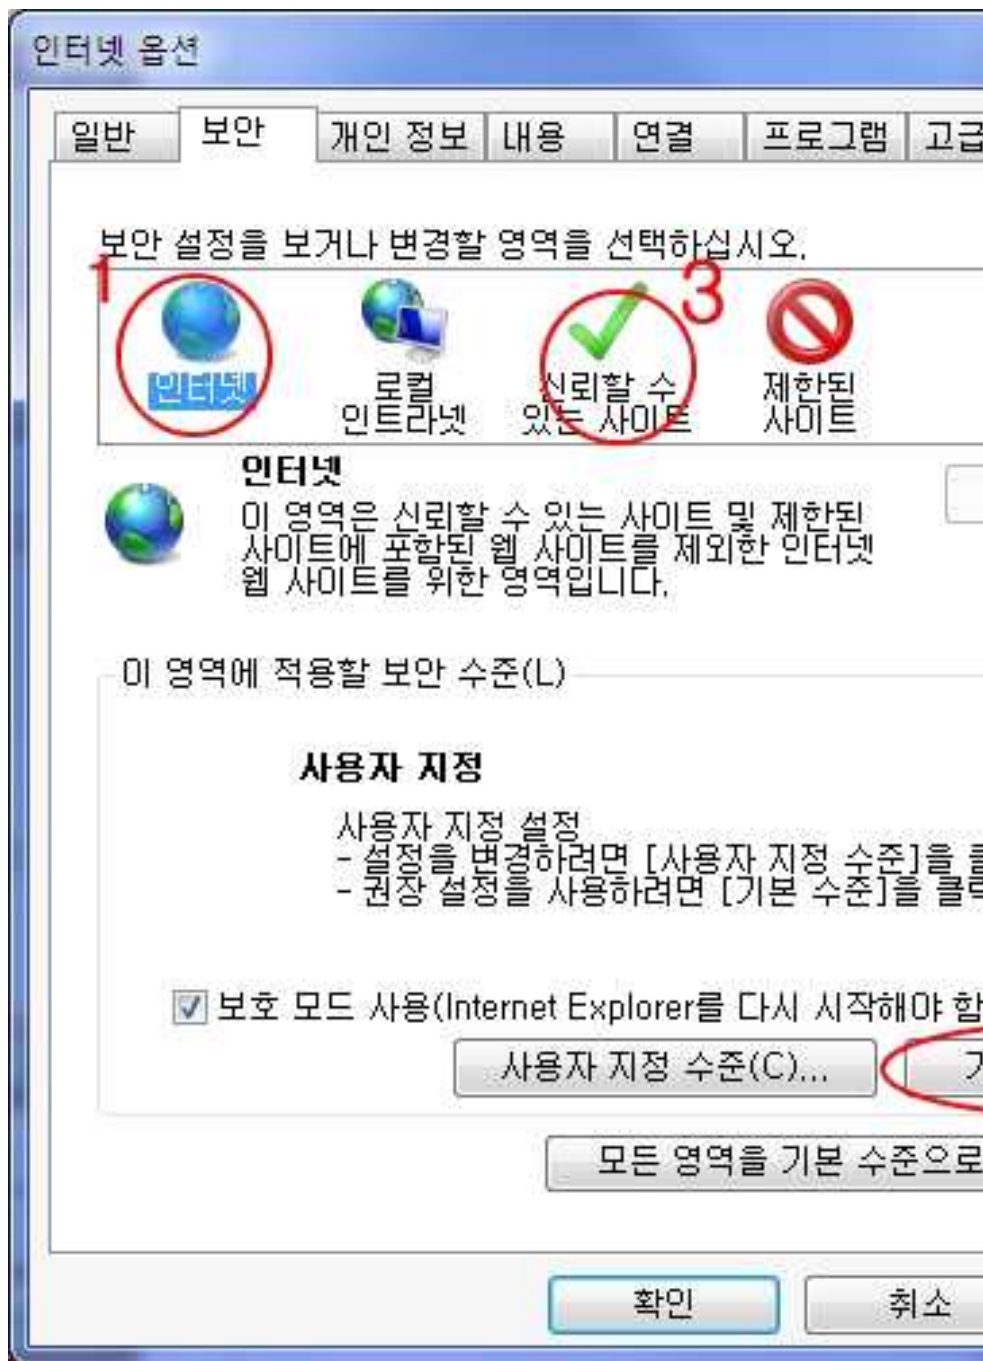 인터넷 옵션
일반 보안 개인 정보 내용 연결 프로그램 고급
보안 설정을 보거나 변경할 영역을 선택하십시오.
1 3
인터넷 로컬 인트라넷 신뢰할 수 있는 사이트 제한된 사이트
인터넷
이 영역은 신뢰할 수 있는 사이트 및 제한된
사이트에 포함된 웹 사이트를 제외한 인터넷
웹 사이트를 위한 영역입니다.
이 영역에 적용할 보안 수준(L)
사용자 지정
사용자 지정 설정
- 설정을 변경하려면 [사용자 지정 수준]을
- 권장 설정을 사용하려면 [기본 수준]을
보호 모드 사용(Internet Explorer를 다시 시작해야
사용자 지정 수준(C)...
모든 영역을 기본 수준으로
확인 취소